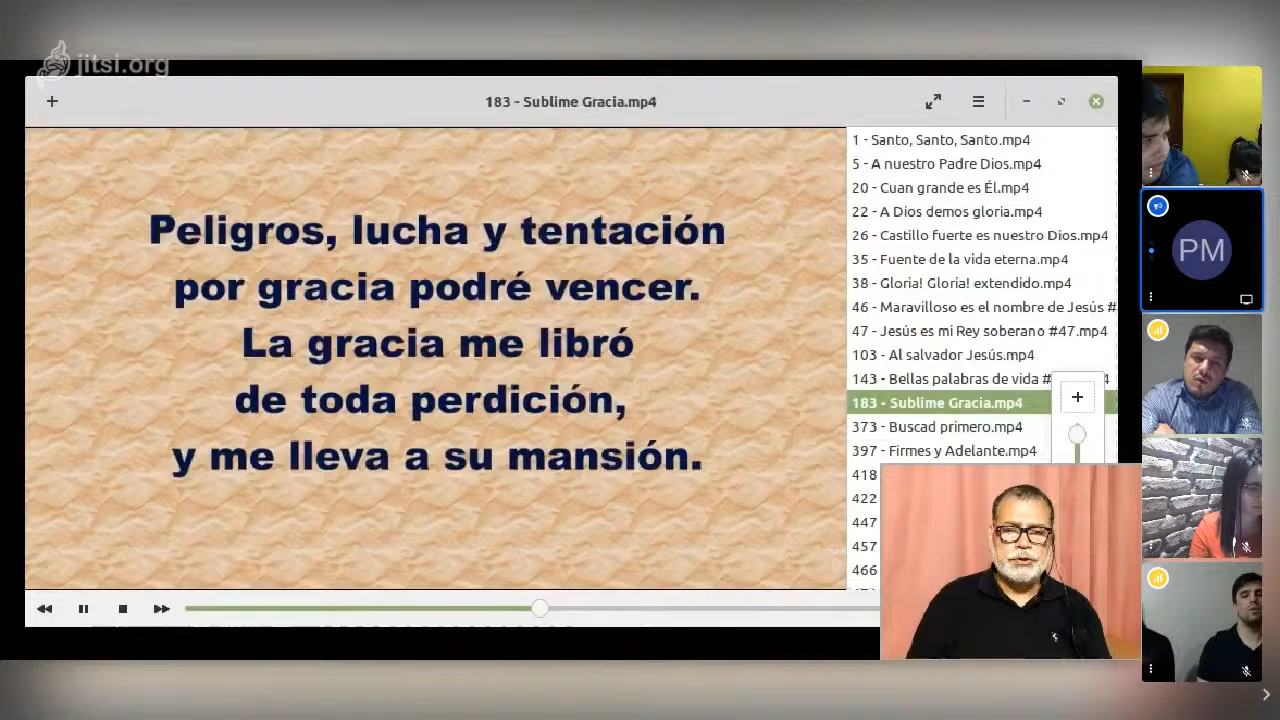 jitsi.org
183 - Sublime Gracia.mp4
Peligros, lucha y tentación
por gracia podré vencer.
La gracia me libró
de toda perdición,
y me lleva a su mansión.
1 - Santo, Santo, Santo.mp4
5 - A nuestro Padre Dios.mp4
20 - Cuan grande es Él.mp4
22 - A Dios demos gloria.mp4
26 - Castillo fuerte es nuestro Dios.mp4
35 - Fuente de la vida eterna.mp4
38 - Gloria! Gloria! extendido.mp4
46 - Maravilloso es el nombre de Jesús #
47 - Jesús es mi Rey soberano #47.mp4
103 - Al salvador Jesús.mp4
143 - Bellas palabras de vida #
183 - Sublime Gracia.mp4
373 - Buscad primero.mp4
397 - Firmes y Adelante.mp4
418
422
447
457
466
PM